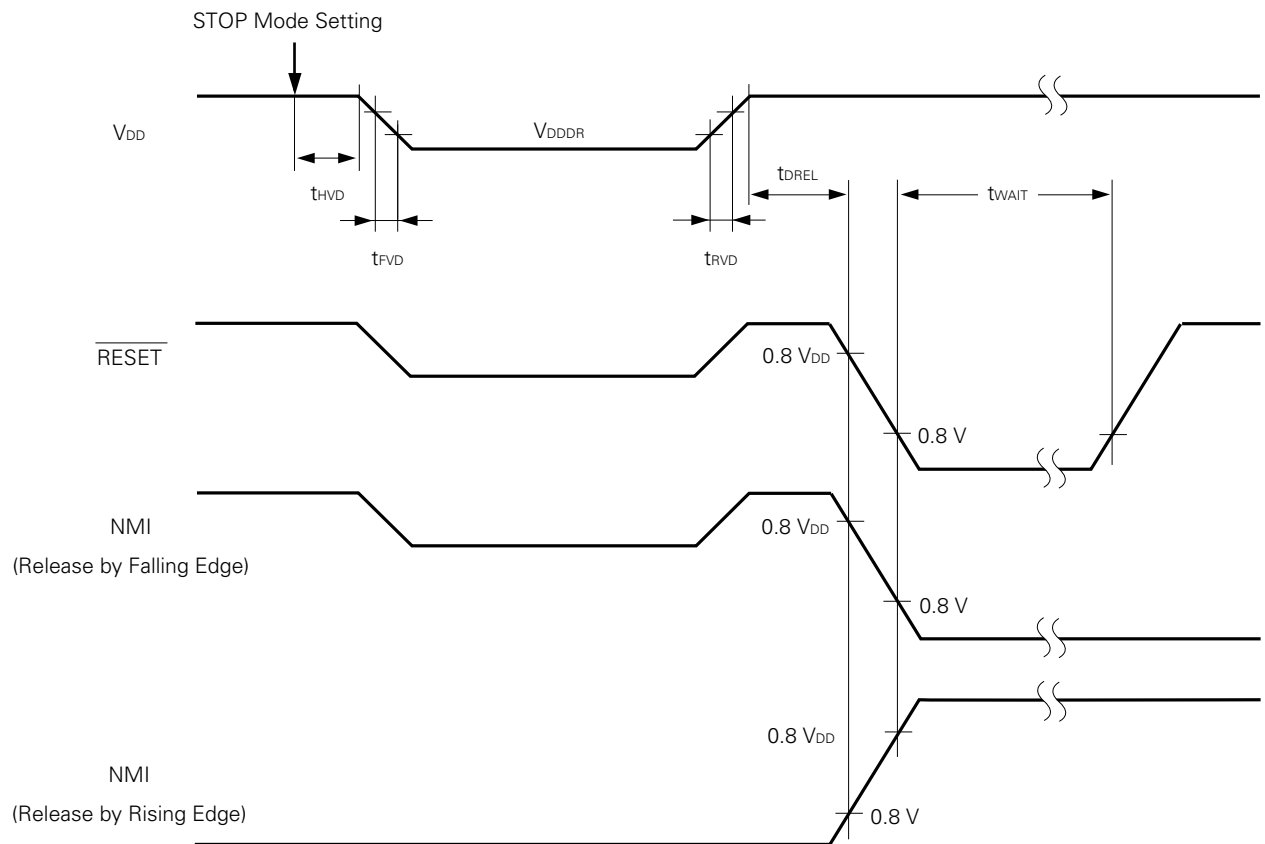 STOP Mode Setting
VDD
VDDDR
tHVD
tFVD
tRVD
tDREL
tWAIT
RESET
0.8 VDD
0.8 V
NMI
(Release by Falling Edge)
0.8 VDD
0.8 V
NMI
(Release by Rising Edge)
0.8 VDD
0.8 V